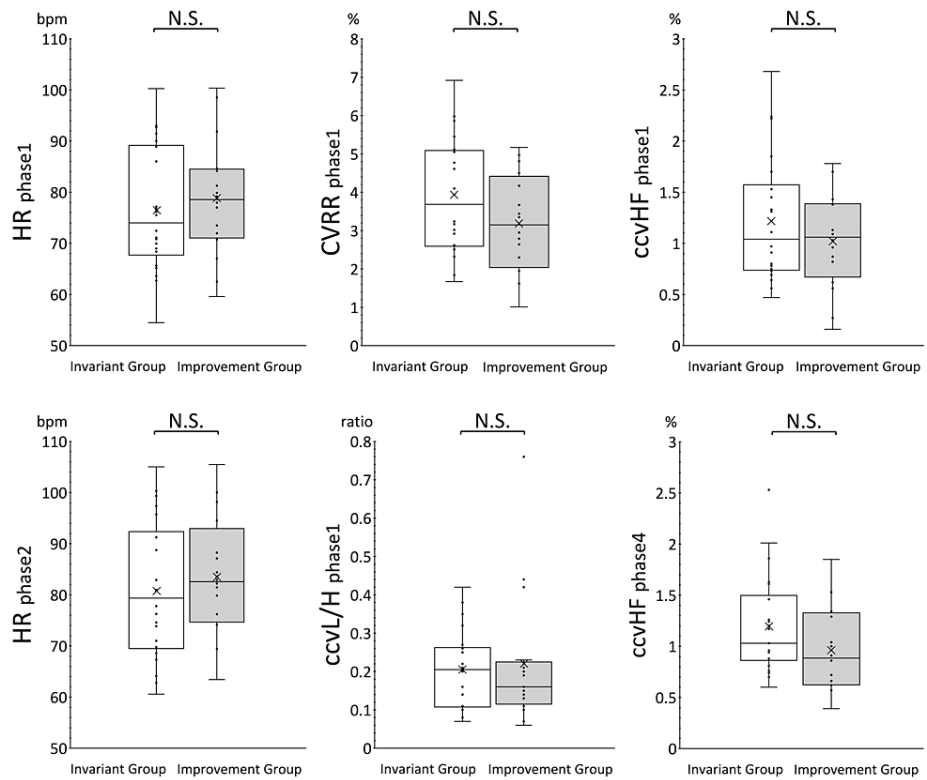 bpm
N.S.
110
100
90
80
70
60
50
HR phase1
Invariant Group Improvement Group
%
N.S.
8
7
6
5
4
3
2
1
0
CVRR phase1
Invariant Group Improvement Group
%
N.S.
3
2.5
2
1.5
1
0.5
0
ccvHF phase1
Invariant Group Improvement Group
bpm
N.S.
110
100
90
80
70
60
50
HR phase2
Invariant Group Improvement Group
ratio
N.S.
0.8
0.7
0.6
0.5
0.4
0.3
0.2
0.1
0
ccvL/H phase1
Invariant Group Improvement Group
%
N.S.
3
2.5
2
1.5
1
0.5
0
ccvHF phase4
Invariant Group Improvement Group